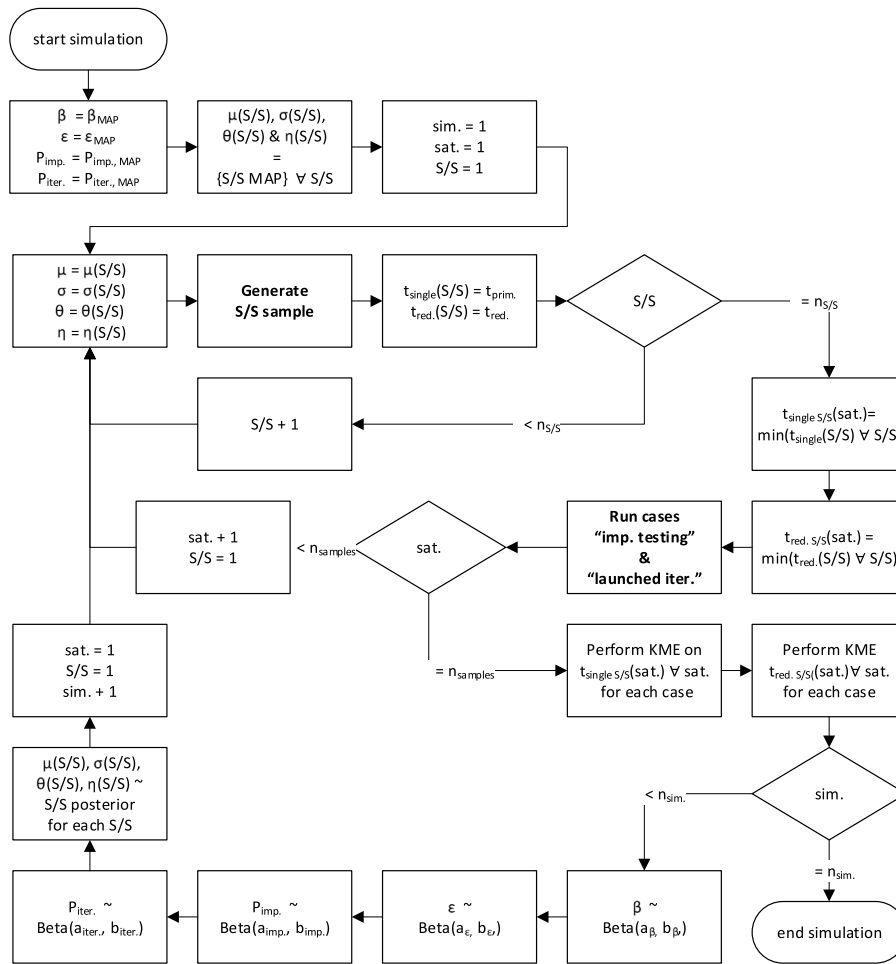 start simulation
β = β_MAP
ε = ε_MAP
P_imp. = P_imp., MAP
P_iter. = P_iter., MAP
μ(S/S), σ(S/S),
θ(S/S) & η(S/S)
=
{S/S MAP} ∀ S/S
sim. = 1
sat. = 1
S/S = 1
μ = μ(S/S)
σ = σ(S/S)
θ = θ(S/S)
η = η(S/S)
Generate
S/S sample
t_single(S/S) = t_prim.
t_red.(S/S) = t_red.
S/S
= n_S/S
S/S + 1
< n_S/S
t_single S/S(sat.)=
min(t_single(S/S) ∀ S/S
sat. + 1
S/S = 1
< n_samples
sat.
Run cases
“imp. testing”
&
“launched iter.”
t_red. S/S(sat.) =
min(t_red.(S/S) ∀ S/S)
sat. = 1
S/S = 1
sim. + 1
= n_samples
Perform KME on
t_single S/S(sat.) ∀ sat.
for each case
Perform KME
t_red. S/S((sat.)∀ sat.
for each case
μ(S/S), σ(S/S),
θ(S/S), η(S/S) ~
S/S posterior
for each S/S
< n_sim.
sim.
= n_sim.
P_iter. ~
Beta(a_iter., b_iter.)
P_imp. ~
Beta(a_imp., b_imp.)
ε ~
Beta(a_ε, b_ε,)
β ~
Beta(a_β, b_β,)
end simulation